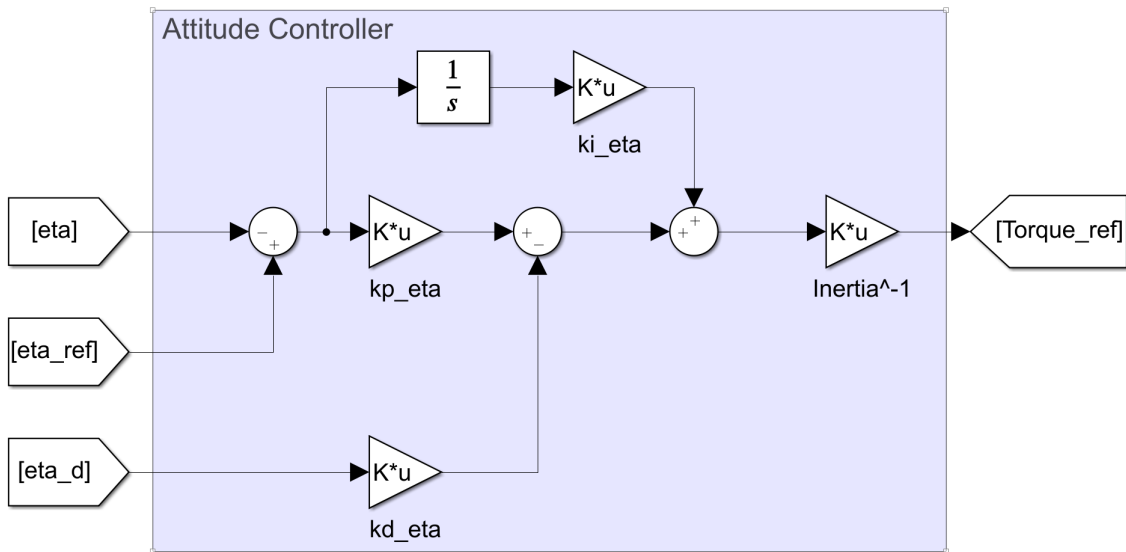 Attitude Controller
1
s
K*u
ki_eta
[eta]
−
+
K*u
kp_eta
+
−
+
+
K*u
Inertia^-1
[Torque_ref]
[eta_ref]
[eta_d]
K*u
kd_eta